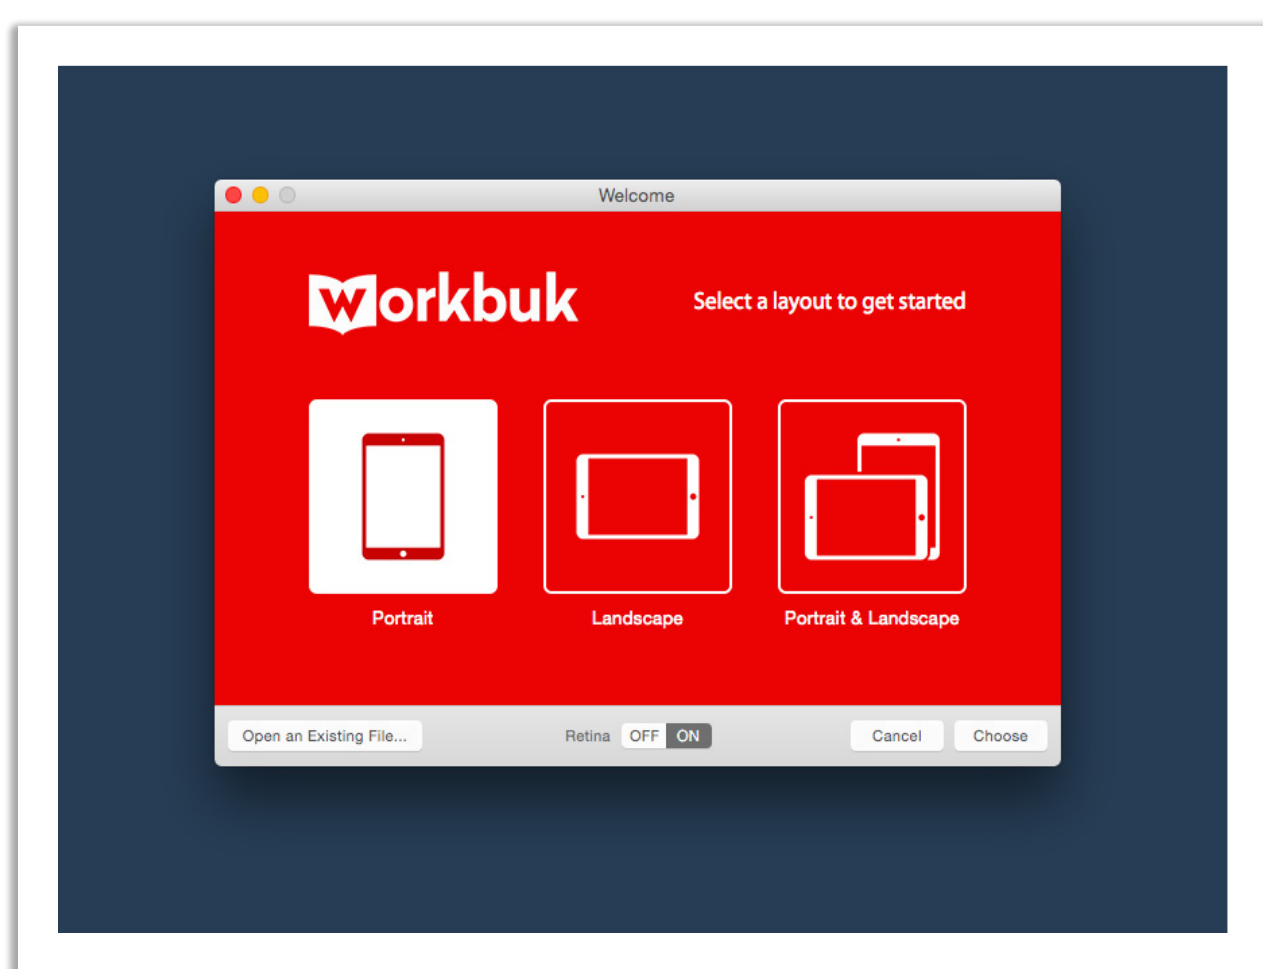 Welcome
Workbuk
Select a layout to get started
Portrait
Landscape
Portrait & Landscape
Open an Existing File...
Retina OFF ON
Cancel
Choose